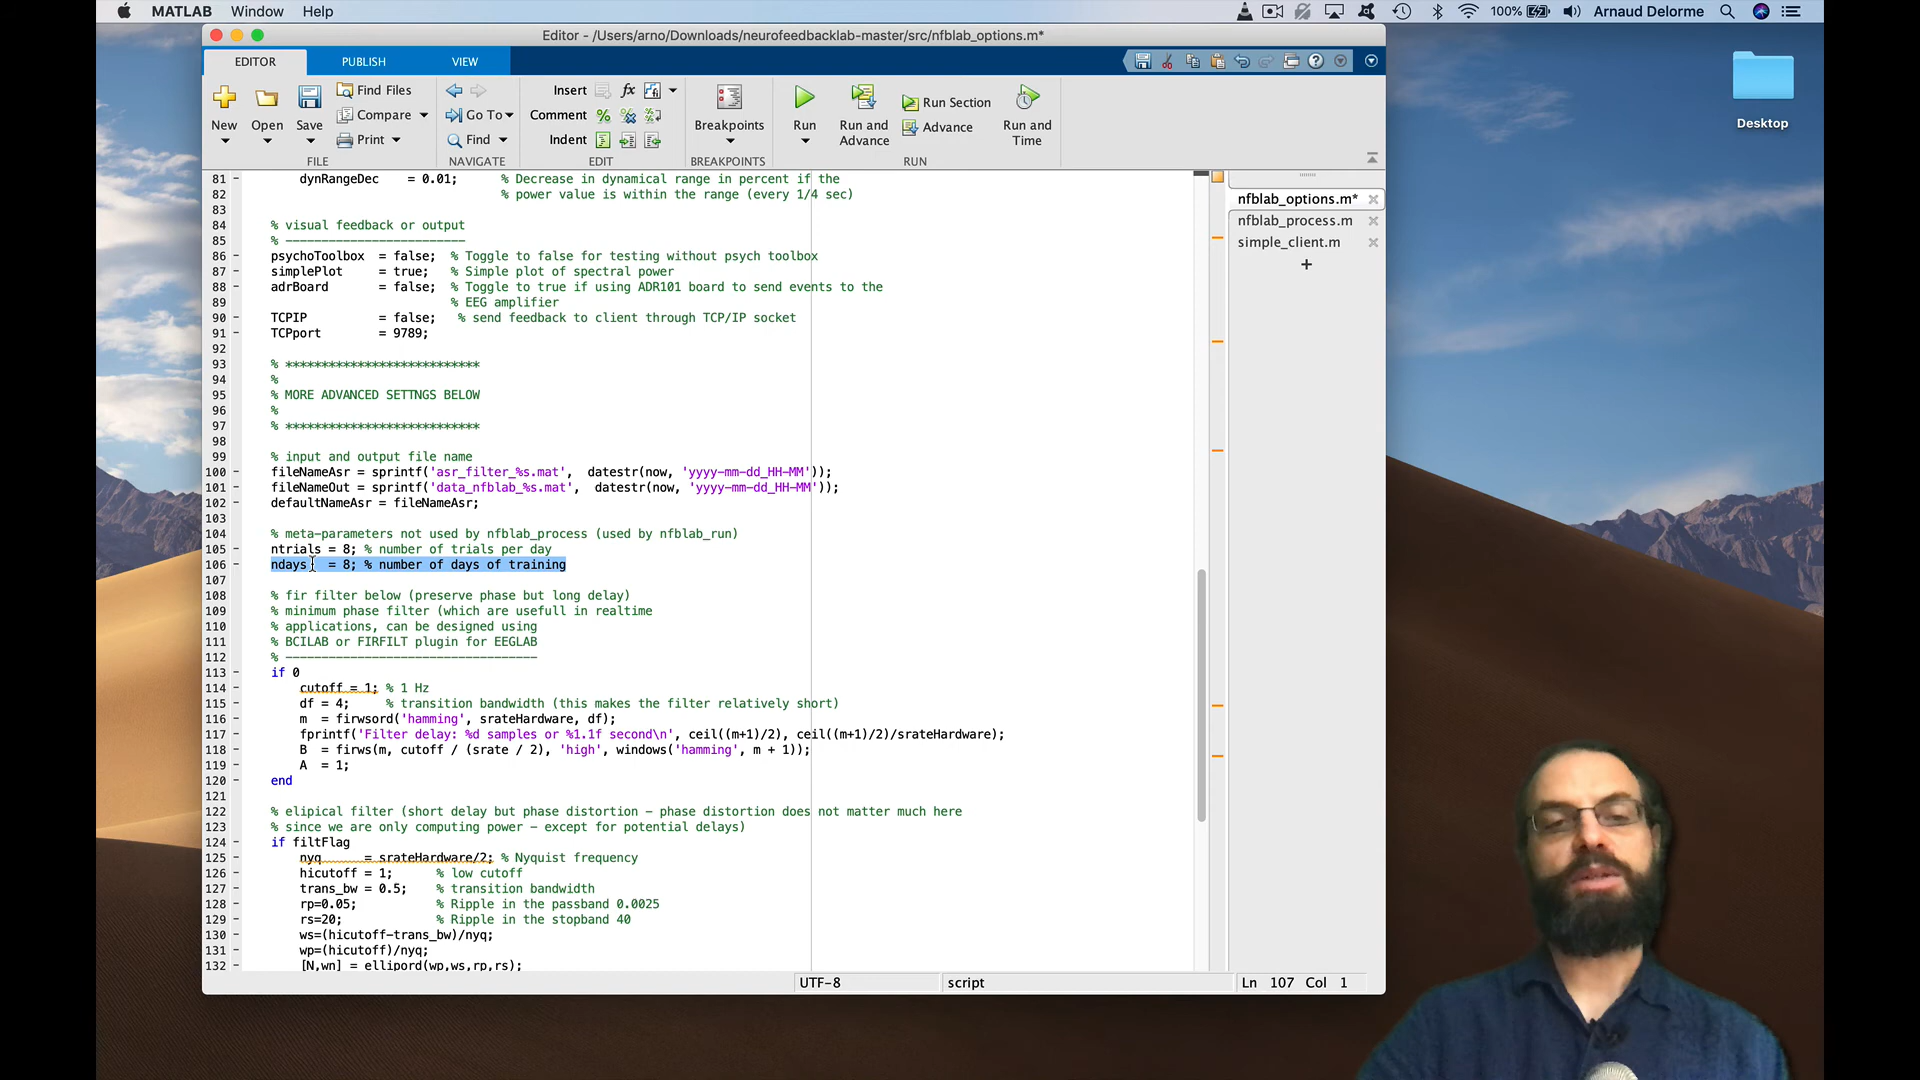 MATLAB Window Help 100% Arnaud Delorme
Editor - /Users/arno/Downloads/neurofeedbacklab-master/src/nfblab_options.m*
EDITOR PUBLISH VIEW
New Open Save Find Files Compare Print
FILE
Go To Find
NAVIGATE
Insert fx
Comment
Indent
EDIT
Breakpoints
BREAKPOINTS
Run Run and Advance Run Section Advance Run and Time
RUN
Desktop
nfblab_options.m*
nfblab_process.m
simple_client.m
81 dynRangeDec = 0.01; % Decrease in dynamical range in percent if the
82 % power value is within the range (every 1/4 sec)
83
84 % visual feedback or output
85 % -------------------------
86 psychoToolbox = false; % Toggle to false for testing without psych toolbox
87 simplePlot = true; % Simple plot of spectral power
88 adrBoard = false; % Toggle to true if using ADR101 board to send events to the
89 % EEG amplifier
90 TCPIP = false; % send feedback to client through TCP/IP socket
91 TCPport = 9789;
92
93 % ***************************
94 %
95 % MORE ADVANCED SETTNGS BELOW
96 %
97 % ***************************
98
99 % input and output file name
100 fileNameAsr = sprintf('asr_filter_%s.mat', datestr(now, 'yyyy-mm-dd_HH-MM'));
101 fileNameOut = sprintf('data_nfblab_%s.mat', datestr(now, 'yyyy-mm-dd_HH-MM'));
102 defaultNameAsr = fileNameAsr;
103
104 % meta-parameters not used by nfblab_process (used by nfblab_run)
105 ntrials = 8; % number of trials per day
106 ndays = 8; % number of days of training
107
108 % fir filter below (preserve phase but long delay)
109 % minimum phase filter (which are usefull in realtime
110 % applications, can be designed using
111 % BCILAB or FIRFILT plugin for EEGLAB
112 % -----------------------------------
113 if 0
114 cutoff = 1; % 1 Hz
115 df = 4; % transition bandwidth (this makes the filter relatively short)
116 m = firwsord('hamming', srateHardware, df);
117 fprintf('Filter delay: %d samples or %1.1f second\n', ceil((m+1)/2), ceil((m+1)/2)/srateHardware);
118 B = firws(m, cutoff / (srate / 2), 'high', windows('hamming', m + 1));
119 A = 1;
120 end
121
122 % elipical filter (short delay but phase distortion - phase distortion does not matter much here
123 % since we are only computing power - except for potential delays)
124 if filtFlag
125 nyq = srateHardware/2; % Nyquist frequency
126 hicutoff = 1; % low cutoff
127 trans_bw = 0.5; % transition bandwidth
128 rp=0.05; % Ripple in the passband 0.0025
129 rs=20; % Ripple in the stopband 40
130 ws=(hicutoff-trans_bw)/nyq;
131 wp=(hicutoff)/nyq;
132 [N,wn] = ellipord(wp,ws,rp,rs);
UTF-8 script Ln 107 Col 1